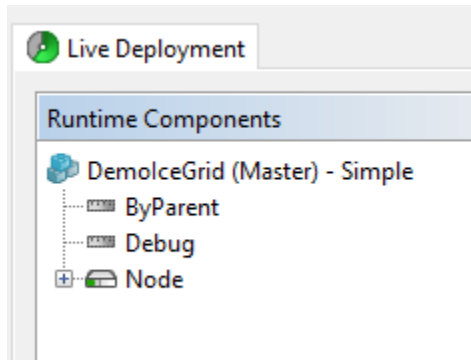 Live Deployment
Runtime Components
DemoIceGrid (Master) - Simple
ByParent
Debug
Node